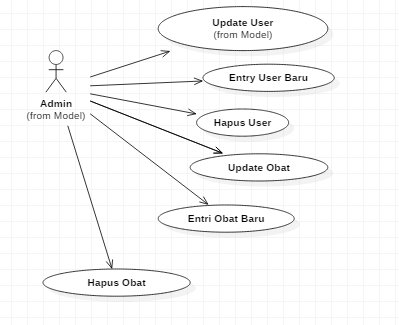 Update User
(from Model)
Entry User Baru
Admin
(from Model)
Hapus User
Update Obat
Entri Obat Baru
Hapus Obat